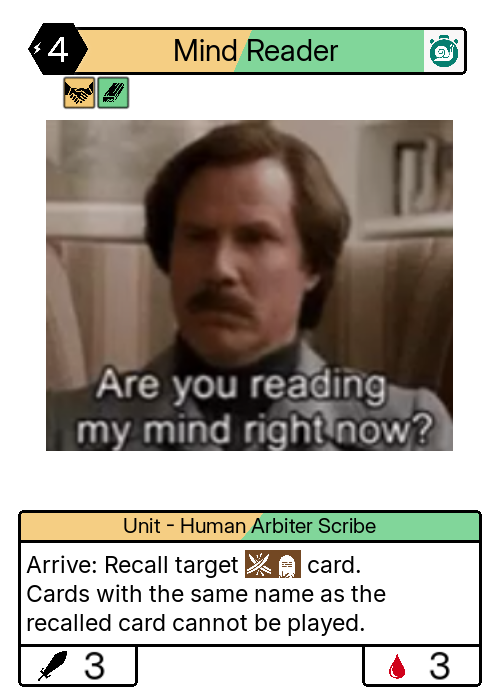 4
Mind Reader
Are you reading
my mind right now?
Unit - Human Arbiter Scribe
Arrive: Recall target card.
Cards with the same name as the
recalled card cannot be played.
3
3